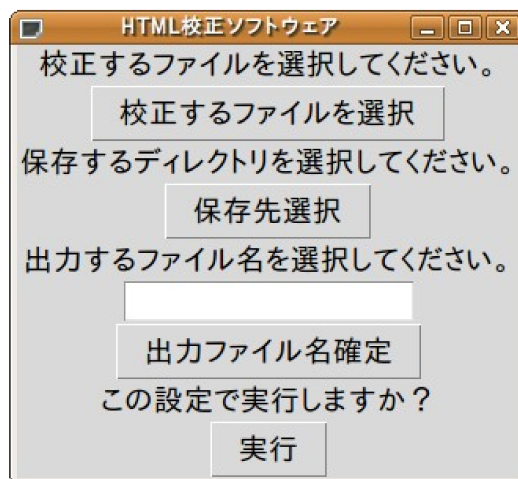 HTML校正ソフトウェア
校正するファイルを選択してください。
校正するファイルを選択
保存するディレクトリを選択してください。
保存先選択
出力するファイル名を選択してください。
出力ファイル名確定
この設定で実行しますか？
実行